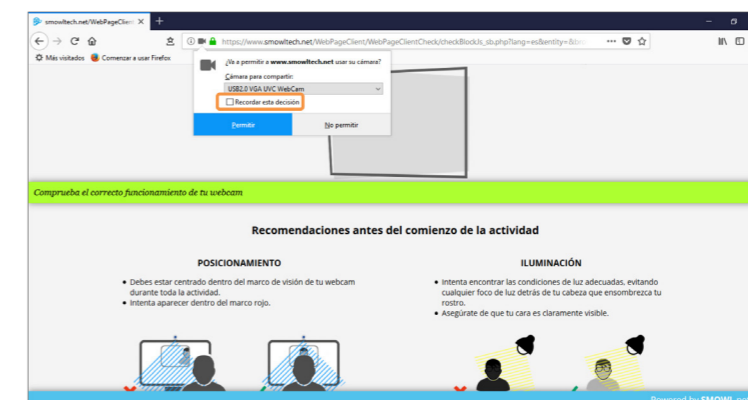 smowltech.net/WebPageClient
https://www.smowltech.net/WebPageClient/WebPageClientCheck/checkBlockJs_sb.php?lang=es&entity=
Más visitados Comenzar a usar Firefox
¿Va a permitir a www.smowltech.net usar su cámara?
Cámara para compartir:
USB2.0 VGA UVC WebCam
Recordar esta decisión
Permitir No permitir
Comprueba el correcto funcionamiento de tu webcam
Recomendaciones antes del comienzo de la actividad
POSICIONAMIENTO
• Debes estar centrado dentro del marco de visión de tu webcam
durante toda la actividad.
• Intenta aparecer dentro del marco rojo.
ILUMINACIÓN
• Intenta encontrar las condiciones de luz adecuadas, evitando
cualquier foco de luz detrás de tu cabeza que ensombrezca tu
rostro.
• Asegúrate de que tu cara es claramente visible.
Powered by SMOWL